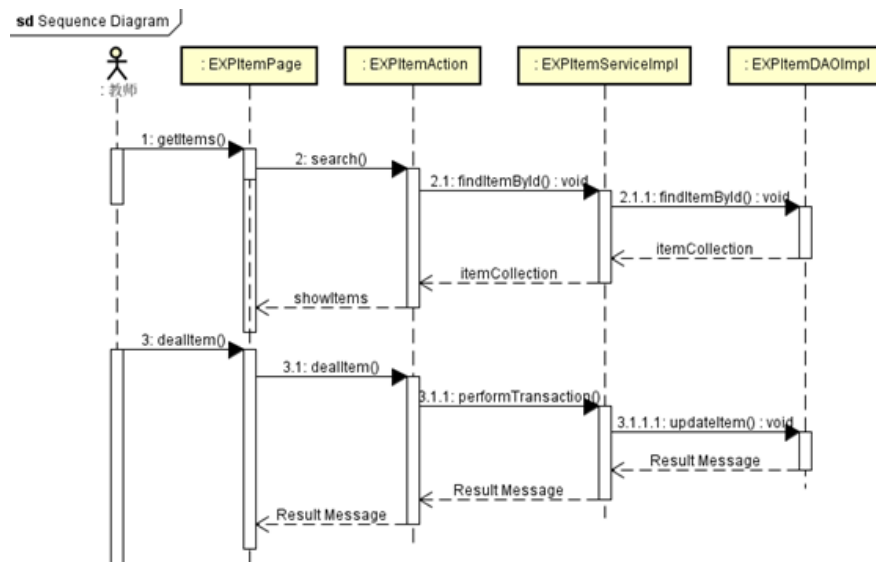 sd Sequence Diagram
: 教师
: EXPItemPage
: EXPItemAction
: EXPItemServiceImpl
: EXPItemDAOImpl
1: getItems()
2: search()
2.1: findItemById() : void
2.1.1: findItemById() : void
itemCollection
itemCollection
showItems
3: dealItem()
3.1: dealItem()
3.1.1: performTransaction()
3.1.1.1: updateItem() : void
Result Message
Result Message
Result Message